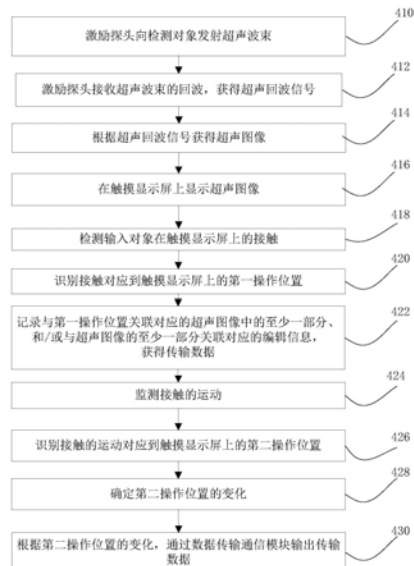 激励探头向检测对象发射超声波束
410
激励探头接收超声波束的回波，获得超声回波信号
412
根据超声回波信号获得超声图像
414
在触摸显示屏上显示超声图像
416
检测输入对象在触摸显示屏上的接触
418
识别接触对应到触摸显示屏上的第一操作位置
420
记录与第一操作位置关联对应的超声图像中的至少一部分、
和/或与超声图像的至少一部分关联对应的编辑信息，
获得传输数据
422
监测接触的运动
424
识别接触的运动对应到触摸显示屏上的第二操作位置
426
确定第二操作位置的变化
428
根据第二操作位置的变化，通过数据传输通信模块输出传输
数据
430